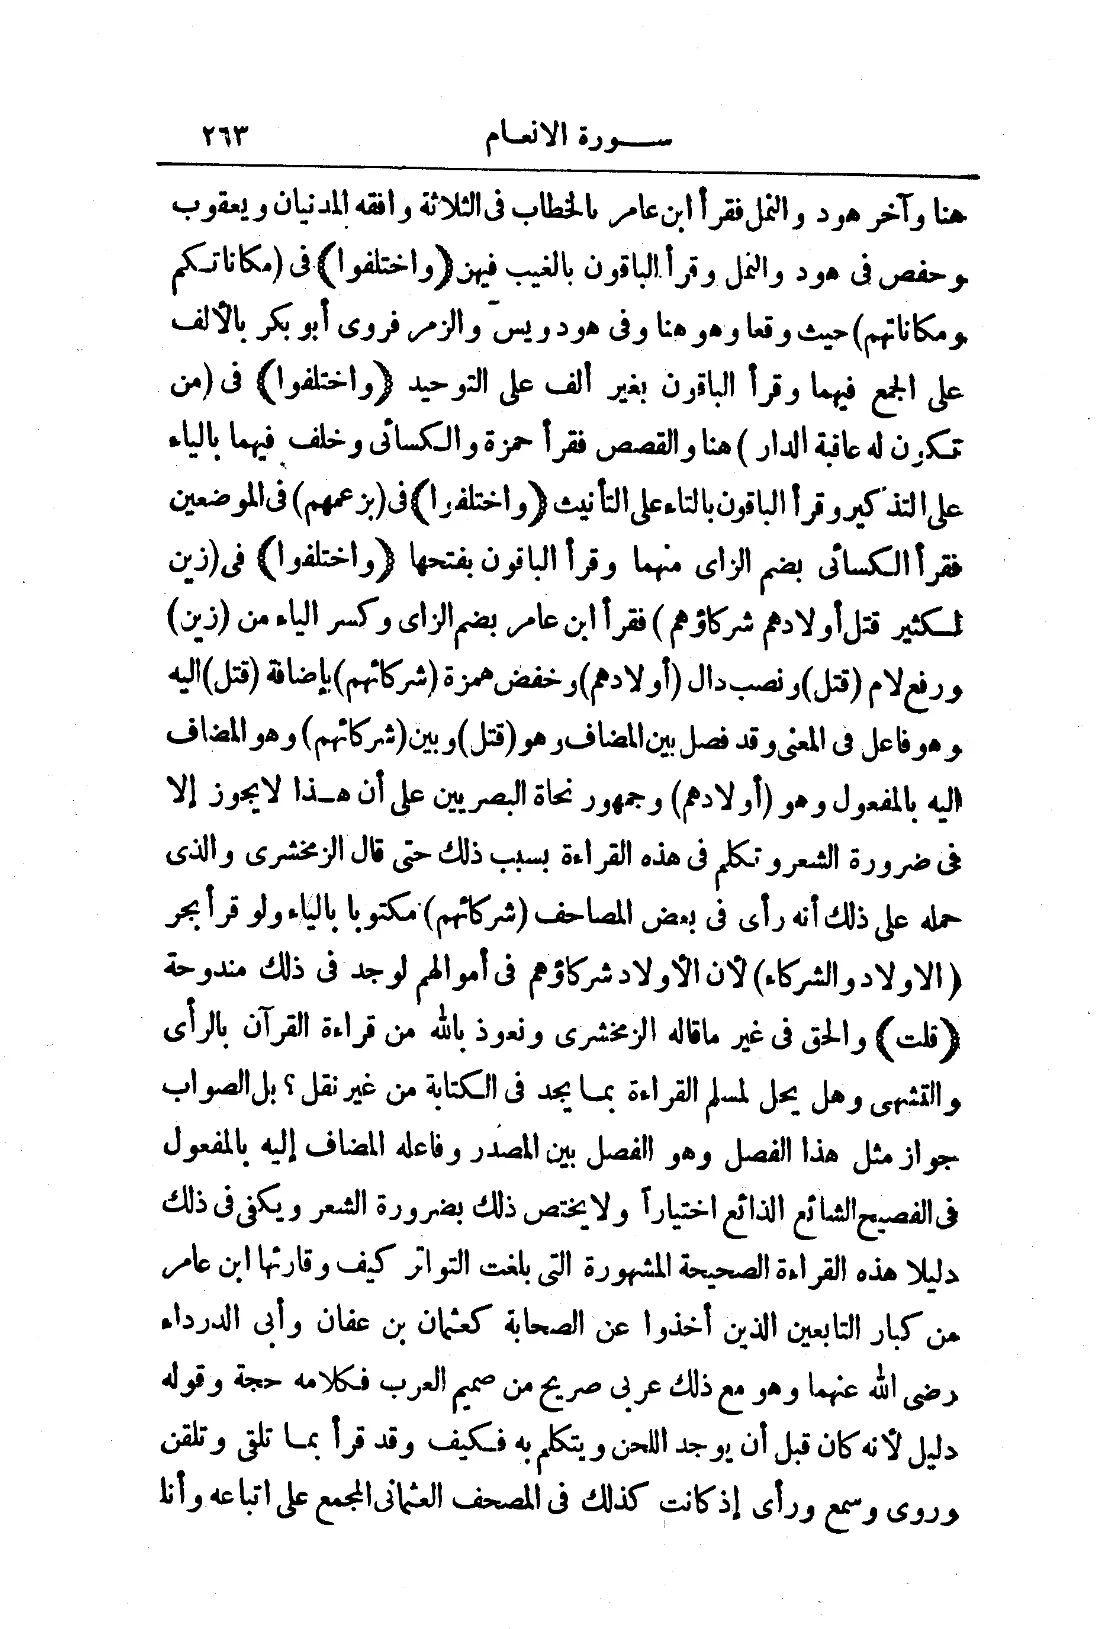 سورة الانعام ٢٦٣
هنا وآخر هود والنمل فقرأ ابن عامر بالخطاب فى الثلاثة وافقه المدنيان ويعقوب
وحفص فى هود والنمل وقرأ الباقون بالغيب فيهن (واختلفوا) فى (مكاناتكم
ومكاناتهم) حيث وقعا وهو هنا وفى هود ويسٓ والزمر فروى أبو بكر بالألف
على الجمع فيهما وقرأ الباقون بغير ألف على التوحيد (واختلفوا) فى (من
تكون له عاقبة الدار) هنا والقصص فقرأ حمزة والكسائى وخلف فيهما بالياء
على التذكير وقرأ الباقون بالتاء على التأنيث (واختلفوا) فى (بزعمهم) فى الموضعين
فقرأ الكسائى بضم الزاى منهما وقرأ الباقون بفتحها (واختلفوا) فى (زين
لكثير قتل أولادهم شركاؤهم) فقرأ ابن عامر بضم الزاى وكسر الياء من (زين)
ورفع لام (قتل) ونصب دال (أولادهم) وخفض همزة (شركائهم) بإضافة (قتل) اليه
وهو فاعل فى المعنى وقد فصل بين المضاف وهو (قتل) وبين (شركائهم) وهو المضاف
اليه بالمفعول وهو (أولادهم) وجمهور نحاة البصريين على أن هذا لا يجوز إلا
فى ضرورة الشعر وتكلم فى هذه القراءة بسبب ذلك حتى قال الزمخشرى والذى
حمله على ذلك أنه رأى فى بعض المصاحف (شركائهم) مكتوبا بالياء ولو قرأ بجر
(الاولاد والشركاء) لأن الأولاد شركاؤهم فى أموالهم لوجد فى ذلك مندوحة
(قلت) والحق فى غير ماقاله الزمخشرى ونعوذ بالله من قراءة القرآن بالرأى
والتشهى وهل يحل لمسلم القراءة بما يجد فى الكتابة من غير نقل؟ بل الصواب
جواز مثل هذا الفصل وهو الفصل بين المصدر وفاعله المضاف إليه بالمفعول
فى الفصيح الشائع الذائع اختياراً ولا يختص ذلك بضرورة الشعر ويكفى فى ذلك
دليلا هذه القراءة الصحيحة المشهورة التى بلغت التواتر كيف وقارئها ابن عامر
من كبار التابعين الذين أخذوا عن الصحابة كعثمان بن عفان وأبى الدرداء
رضى الله عنهما وهو مع ذلك عربى صريح من صميم العرب فكلامه حجة وقوله
دليل لأنه كان قبل أن يوجد اللحن ويتكلم به فكيف وقد قرأ بما تلقى وتلقن
وروى وسمع ورأى إذ كانت كذلك فى المصحف العثمانى المجمع على اتباعه وأنا